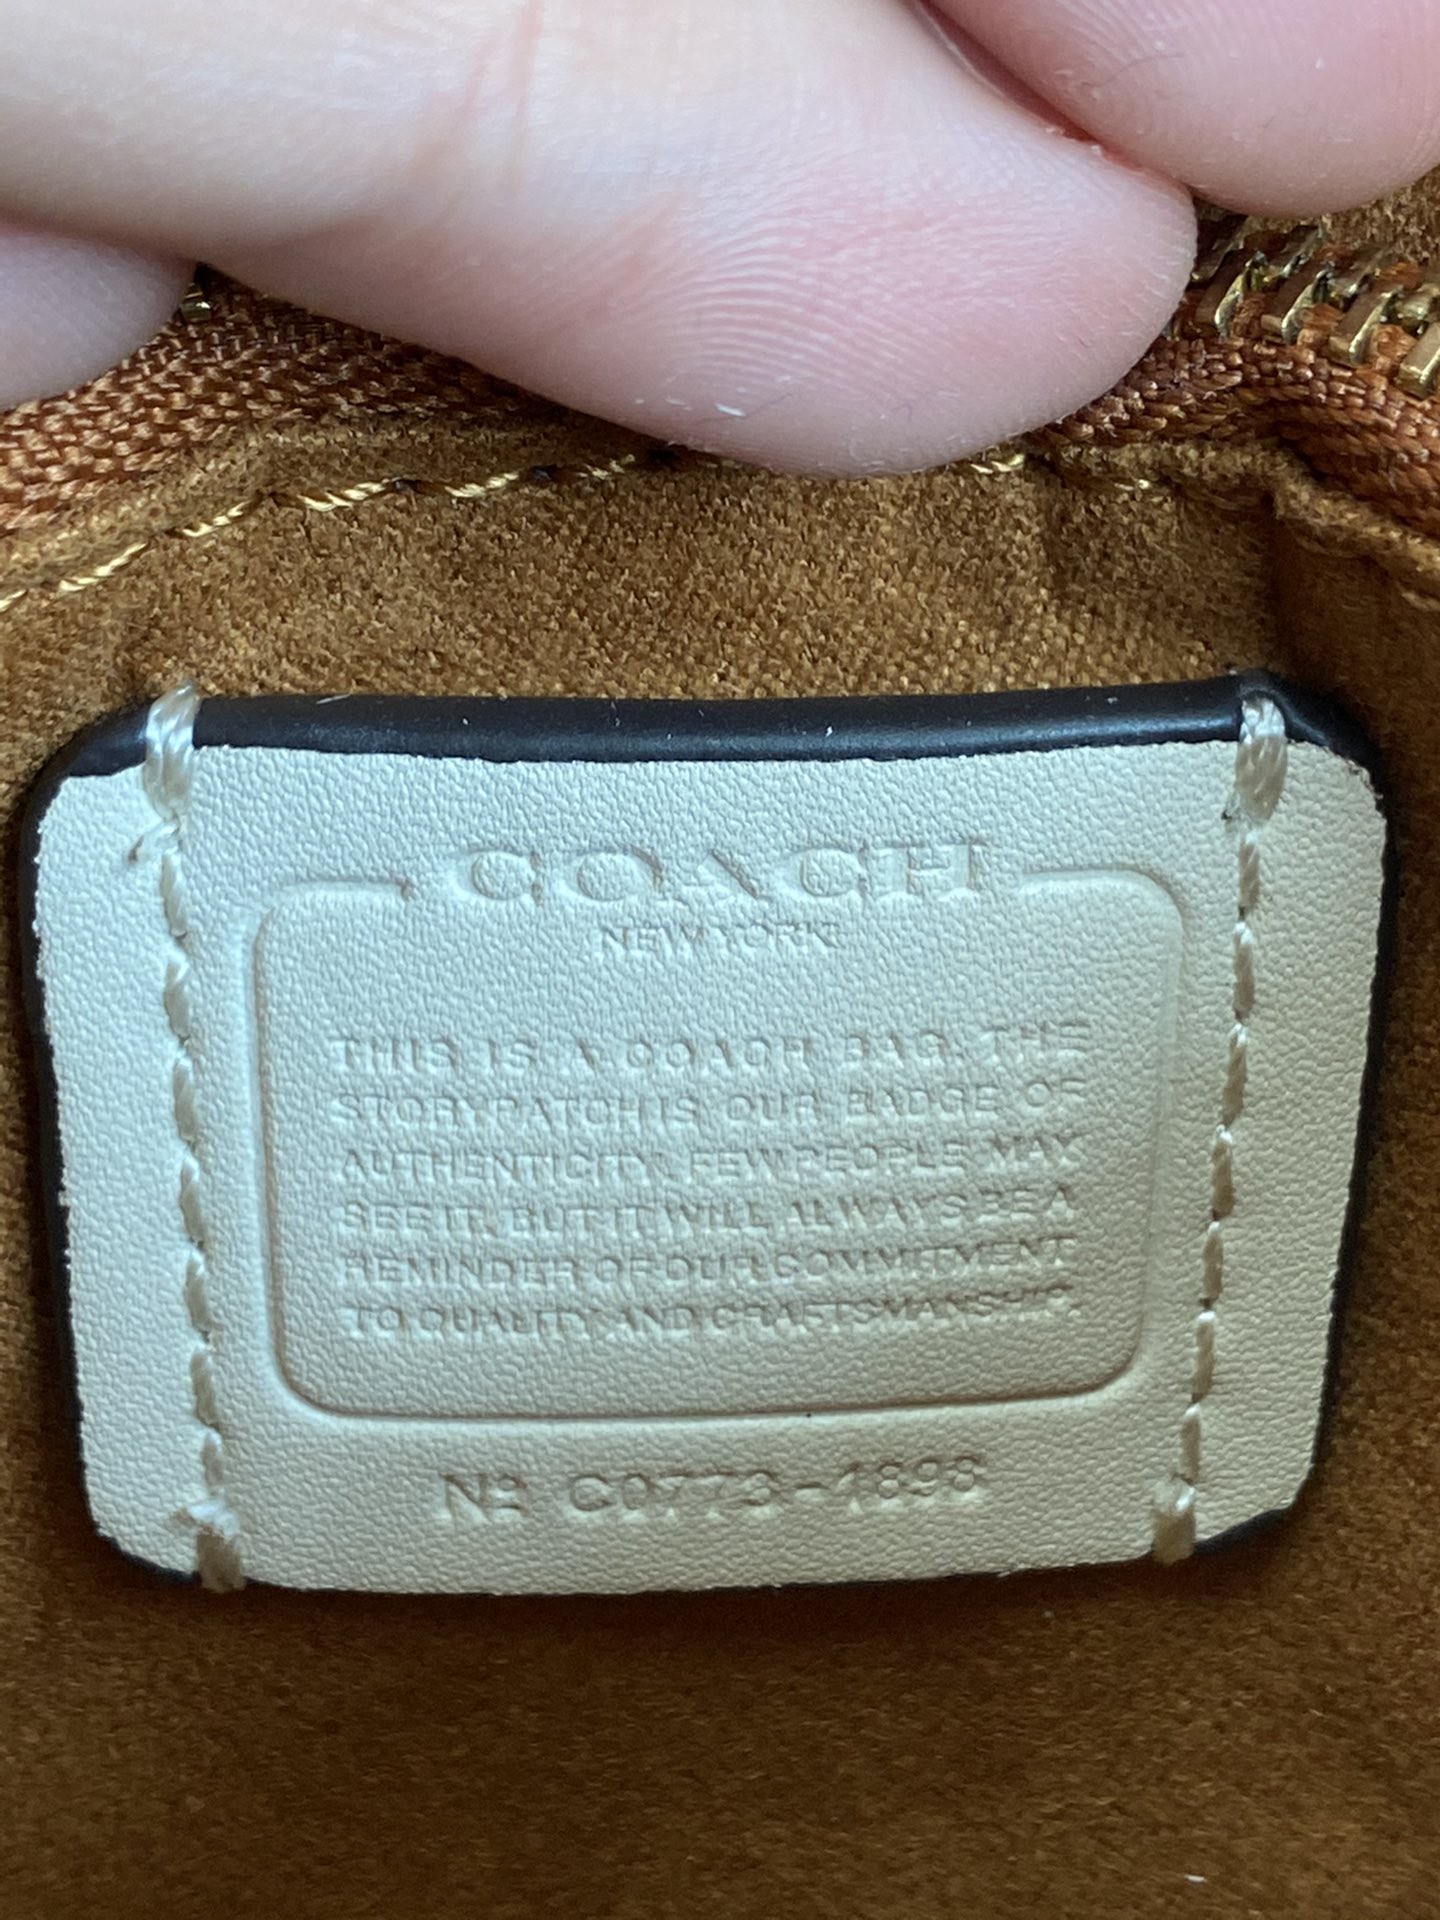 COACH
NEW YORK
THIS IS A COACH BAG. THE
STORYPATCH IS OUR BADGE OF
AUTHENTICITY. FEW PEOPLE MAY
SEE IT, BUT IT WILL ALWAYS BE A
REMINDER OF OUR COMMITMENT
TO QUALITY AND CRAFTSMANSHIP.
Nº C0773-1898